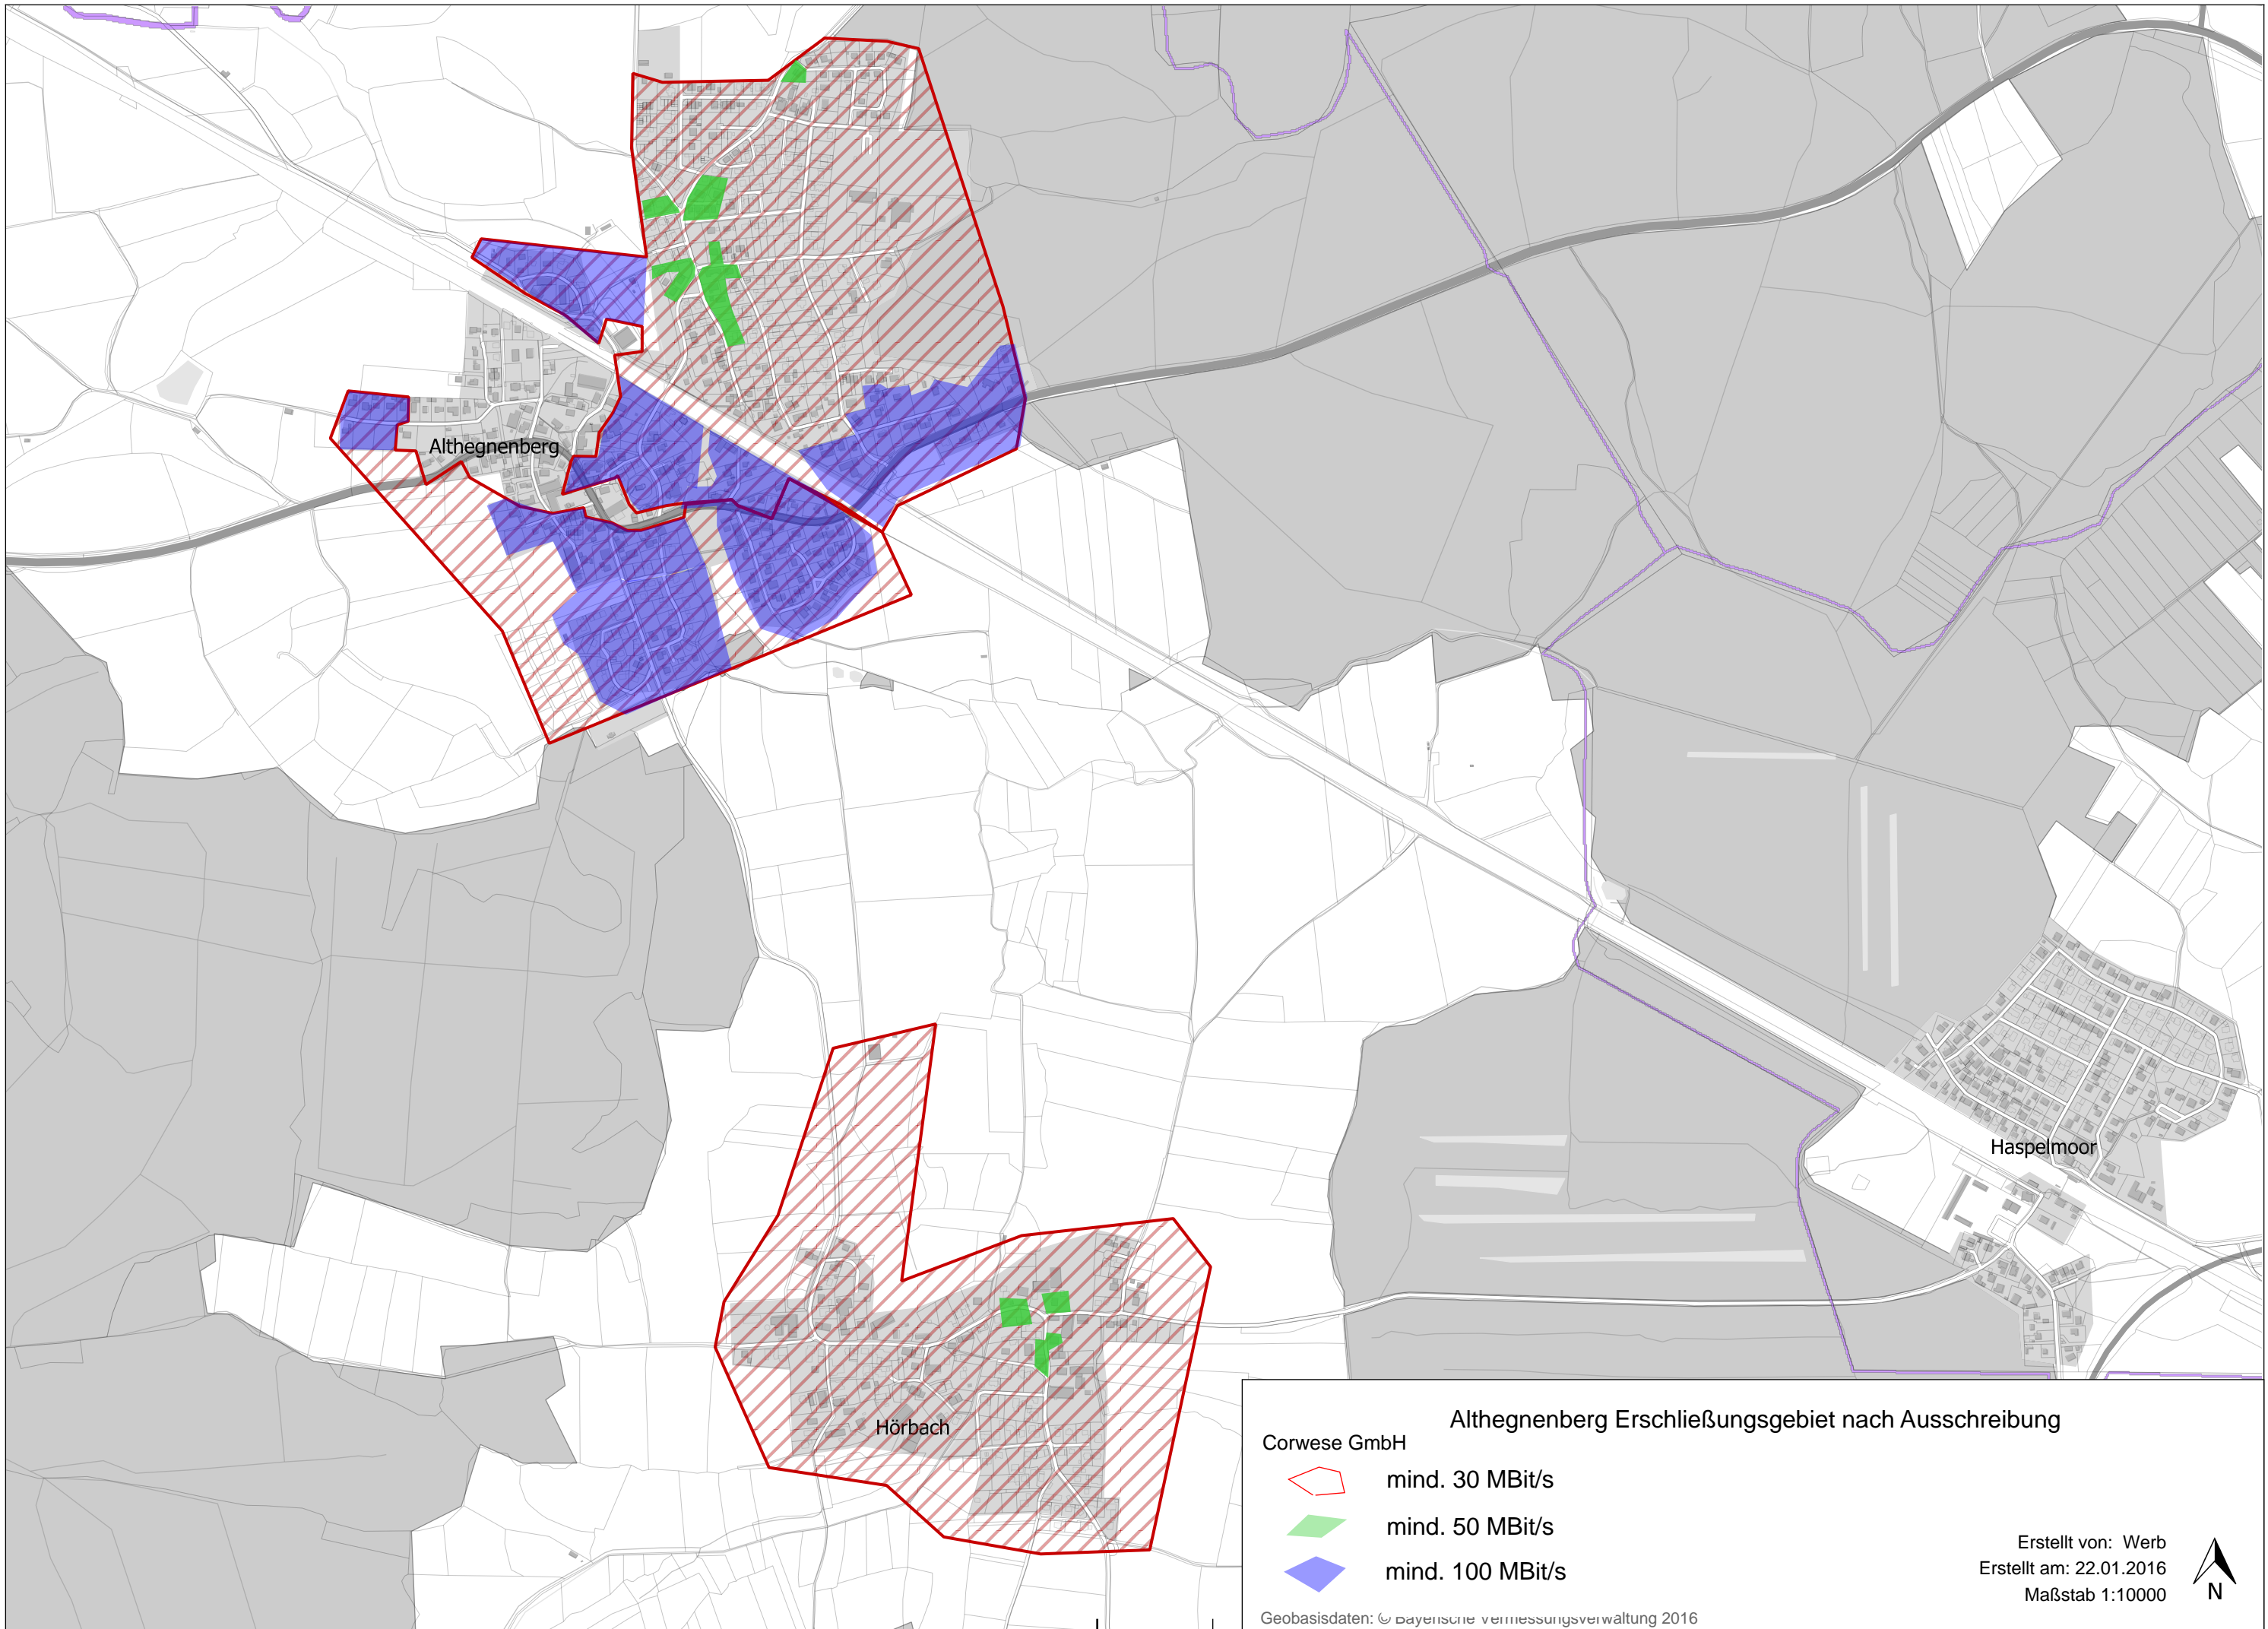 Althegnenberg
Haspelmoor
Hörbach
Althegnenberg Erschließungsgebiet nach Ausschreibung
Corwese GmbH
mind. 30 MBit/s
mind. 50 MBit/s
mind. 100 MBit/s
Erstellt von: Werb
Erstellt am: 22.01.2016
Maßstab 1:10000
N
Geobasisdaten: © Bayerische Vermessungsverwaltung 2016